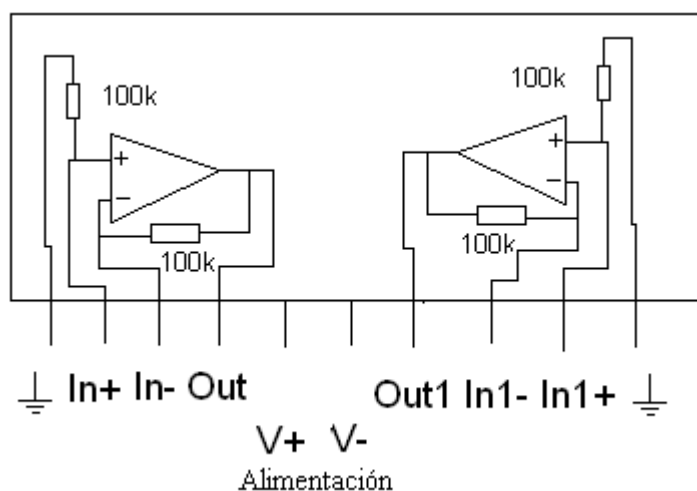 100k
100k
+
+
−
−
100k
100k
In+ In- Out
Out1 In1- In1+
V+ V-
Alimentación